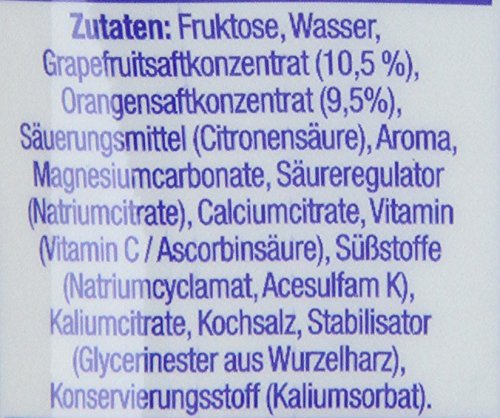 Zutaten: Fruktose, Wasser,
Grapefruitsaftkonzentrat (10,5 %),
Orangensaftkonzentrat (9,5%),
Säuerungsmittel (Citronensäure), Aroma,
Magnesiumcarbonate, Säureregulator
(Natriumcitrate), Calciumcitrate, Vitamin
(Vitamin C / Ascorbinsäure), Süßstoffe
(Natriumcyclamat, Acesulfam K),
Kaliumcitrate, Kochsalz, Stabilisator
(Glycerinester aus Wurzelharz),
Konservierungsstoff (Kaliumsorbat).